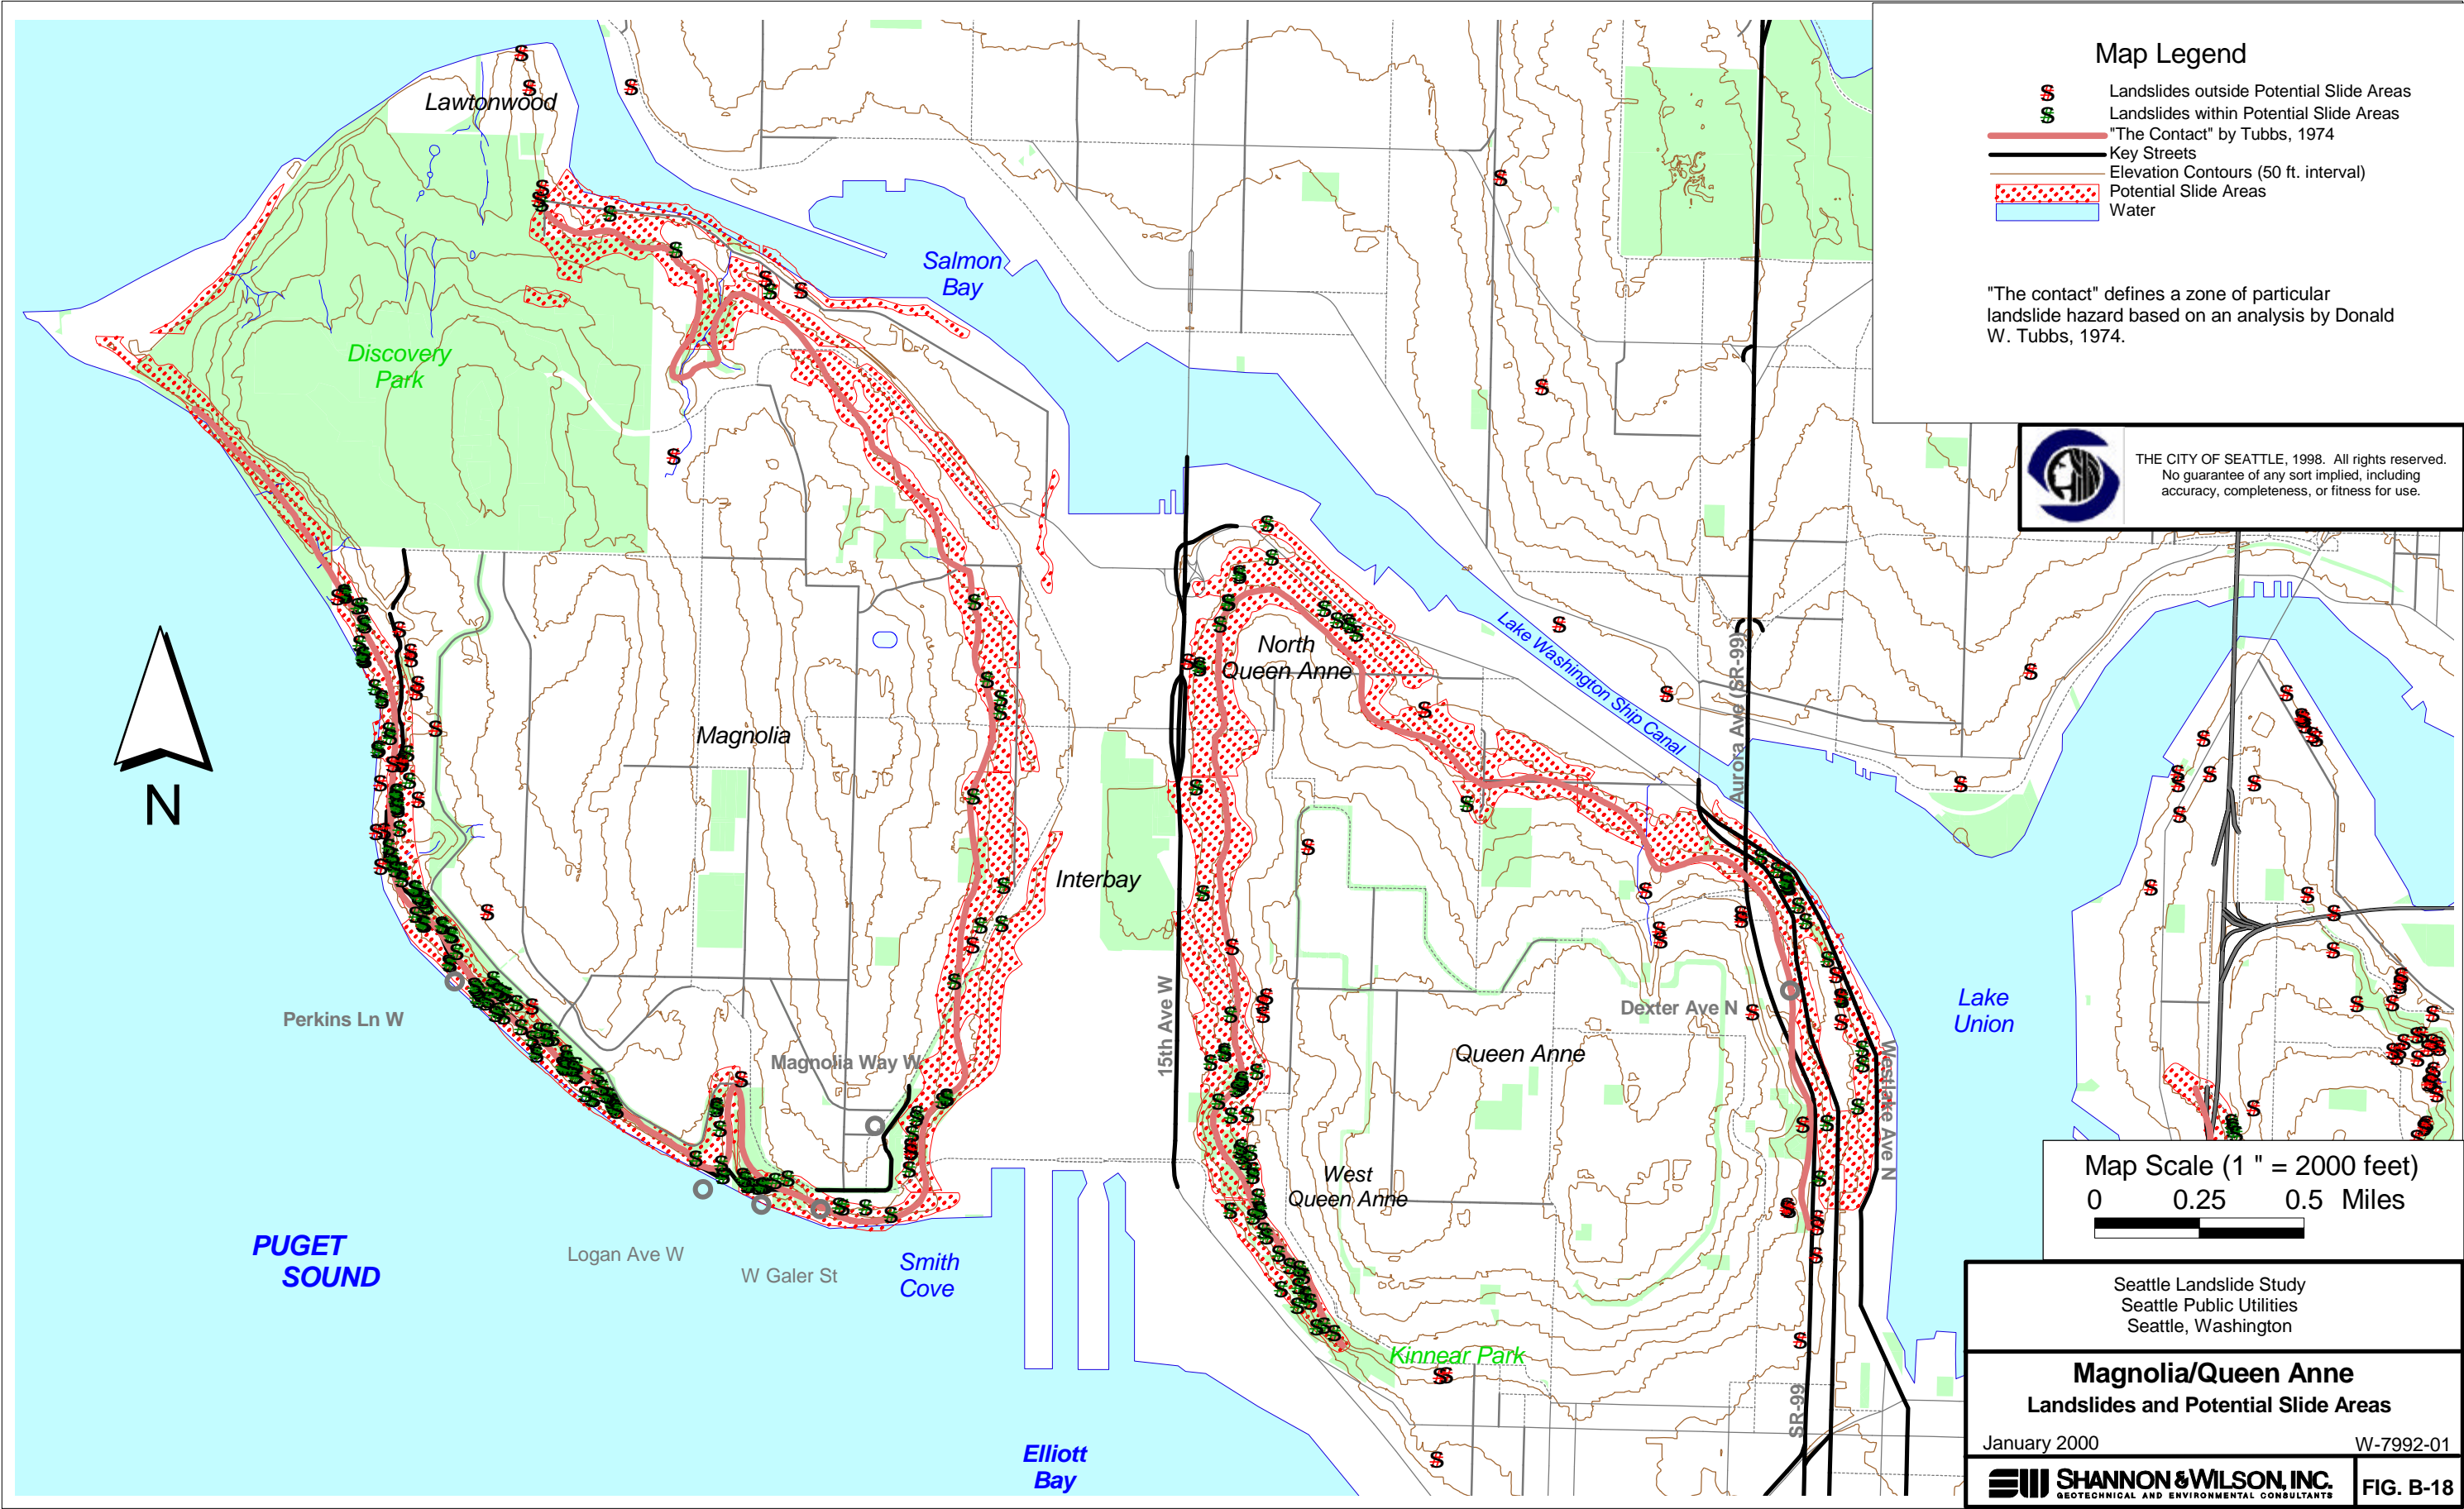 Map Legend
Landslides outside Potential Slide Areas
Landslides within Potential Slide Areas
"The Contact" by Tubbs, 1974
Key Streets
Elevation Contours (50 ft. interval)
Potential Slide Areas
Water
"The contact" defines a zone of particular
landslide hazard based on an analysis by Donald
W. Tubbs, 1974.
THE CITY OF SEATTLE, 1998. All rights reserved.
No guarantee of any sort implied, including
accuracy, completeness, or fitness for use.
Lawtonwood
Salmon
Bay
Discovery
Park
North
Queen Anne
Lake Washington Ship Canal
Aurora Ave (SR-99)
Magnolia
N
Interbay
Perkins Ln W
Magnolia Way W
15th Ave W
Dexter Ave N
Lake
Union
Queen Anne
Westlake Ave N
West
Queen Anne
PUGET
SOUND
Logan Ave W
W Galer St
Smith
Cove
Kinnear Park
SR-99
Elliott
Bay
Map Scale (1 " = 2000 feet)
0 0.25 0.5 Miles
Seattle Landslide Study
Seattle Public Utilities
Seattle, Washington
Magnolia/Queen Anne
Landslides and Potential Slide Areas
January 2000 W-7992-01
SHANNON & WILSON, INC.
GEOTECHNICAL AND ENVIRONMENTAL CONSULTANTS
FIG. B-18